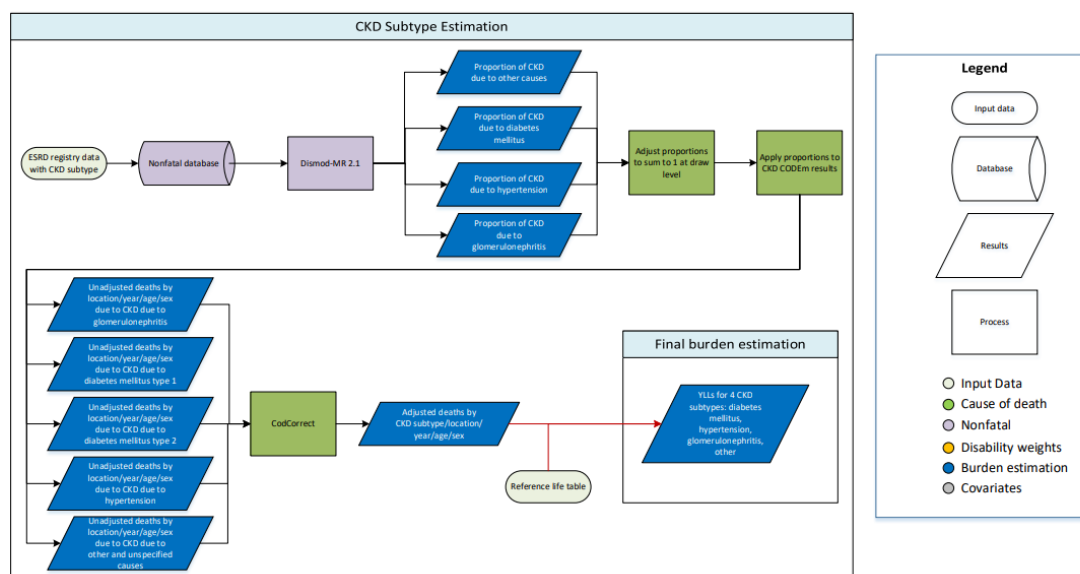 CKD Subtype Estimation
Proportion of CKD
due to other causes
Proportion of CKD
due to diabetes
mellitus
Proportion of CKD
due to hypertension
Proportion of CKD
due to
glomerulonephritis
ESRD registry data
with CKD subtype
Nonfatal database
Dismod-MR 2.1
Adjust proportions
to sum to 1 at draw
level
Apply proportions to
CKD CODEm results
Unadjusted deaths by
location/year/age/sex
due to CKD due to
glomerulonephritis
Unadjusted deaths by
location/year/age/sex
due to CKD due to
diabetes mellitus type 1
Unadjusted deaths by
location/year/age/sex
due to CKD due to
diabetes mellitus type 2
Unadjusted deaths by
location/year/age/sex
due to CKD due to
hypertension
Unadjusted deaths by
location/year/age/sex
due to CKD due to
other and unspecified
causes
CodCorrect
Adjusted deaths by
CKD subtype/location/
year/age/sex
Reference life table
Final burden estimation
YLLs for 4 CKD
subtypes: diabetes
mellitus,
hypertension,
glomerulonephritis,
other
Legend
Input data
Database
Results
Process
Input Data
Cause of death
Nonfatal
Disability weights
Burden estimation
Covariates